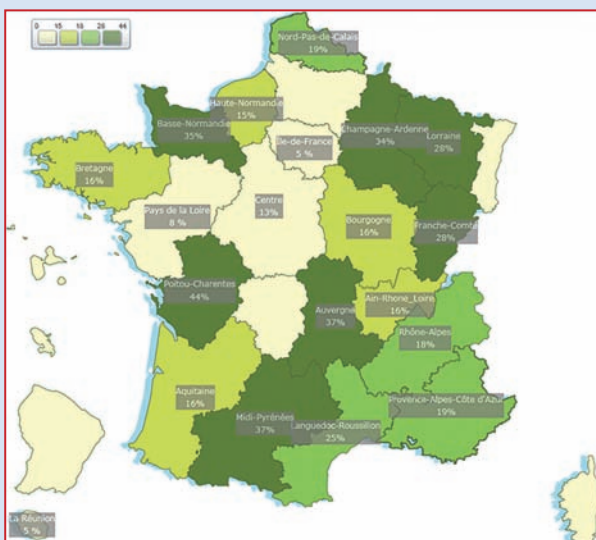 0 15 18 28 44
Nord-Pas-de-Calais
19%
Haute-Normandie
15%
Basse-Normandie
35%
Champagne-Ardenne
34%
Lorraine
28%
Île-de-France
5 %
Bretagne
16%
Pays de la Loire
8 %
Centre
13%
Bourgogne
16%
Franche-Comté
28%
Poitou-Charentes
44%
Auvergne
37%
Ain-Rhone_Loire
16%
Rhône-Alpes
18%
Aquitaine
16%
Provence-Alpes-Côte d'Azur
19%
Midi-Pyrénées
37%
Languedoc-Roussillon
25%
La Réunion
5 %